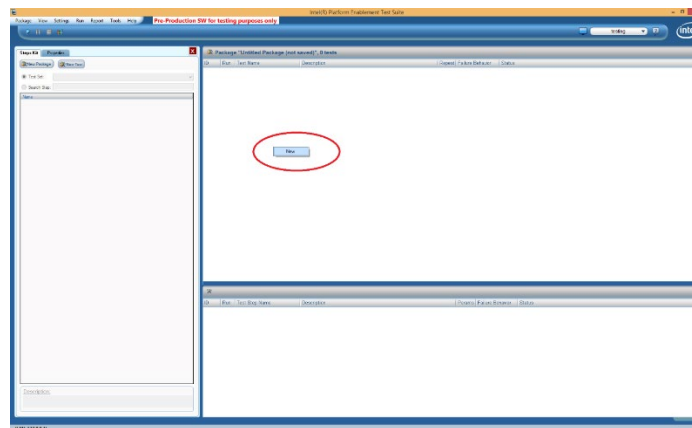 Intel(R) Platform Enablement Test Suite
Package View Settings Run Report Tools Help Pre-Production SW for testing purposes only
testing
Steps Kit Properties
New Package New Test
Test Set
Search Step
Name
Description
Package "Untitled Package (not saved)", 0 tests
ID Run Test Name Description Repeat Failure Behavior Status
New
ID Run Test Step Name Description Params Failure Behavior Status